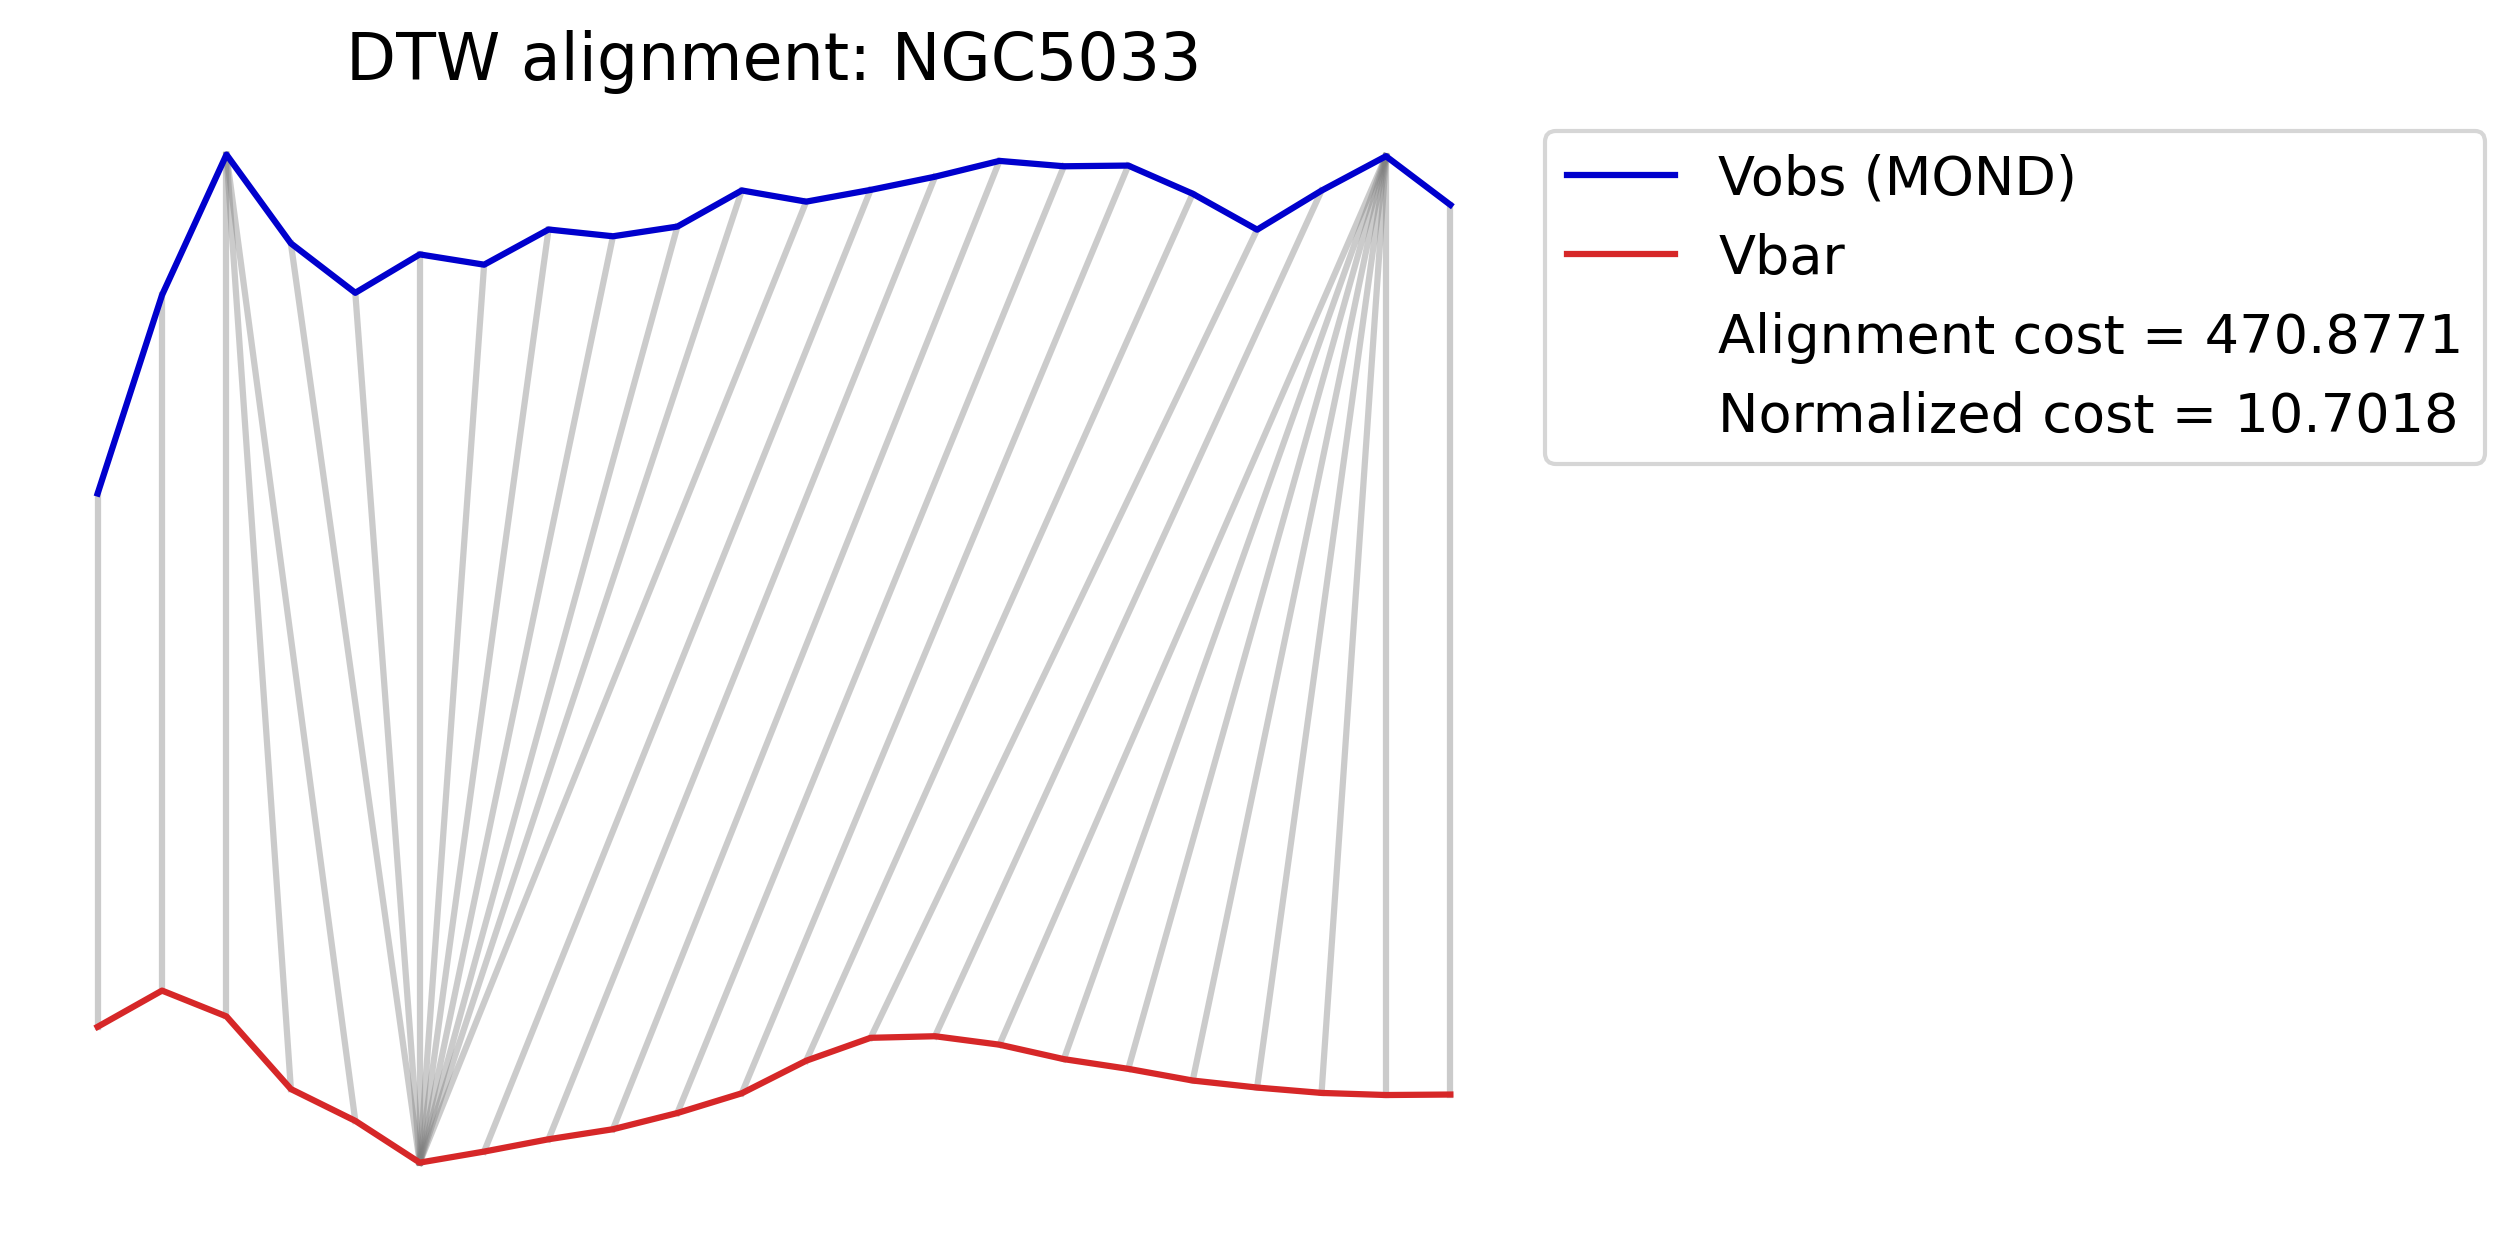 DTW alignment: NGC5033
Vobs (MOND)
Vbar
Alignment cost = 470.8771
Normalized cost = 10.7018